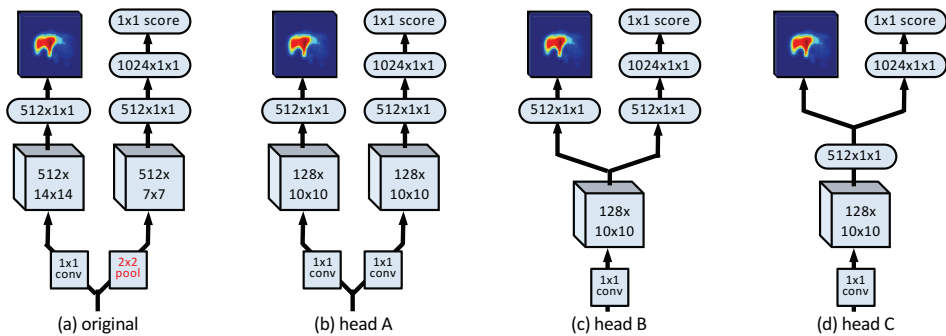 1x1 score
1024x1x1
512x1x1
512x1x1
512x
14x14
512x
7x7
1x1
conv
2x2
pool
(a) original
1x1 score
1024x1x1
512x1x1
512x1x1
128x
10x10
128x
10x10
1x1
conv
1x1
conv
(b) head A
1x1 score
1024x1x1
512x1x1
512x1x1
128x
10x10
1x1
conv
(c) head B
1x1 score
1024x1x1
512x1x1
128x
10x10
1x1
conv
(d) head C